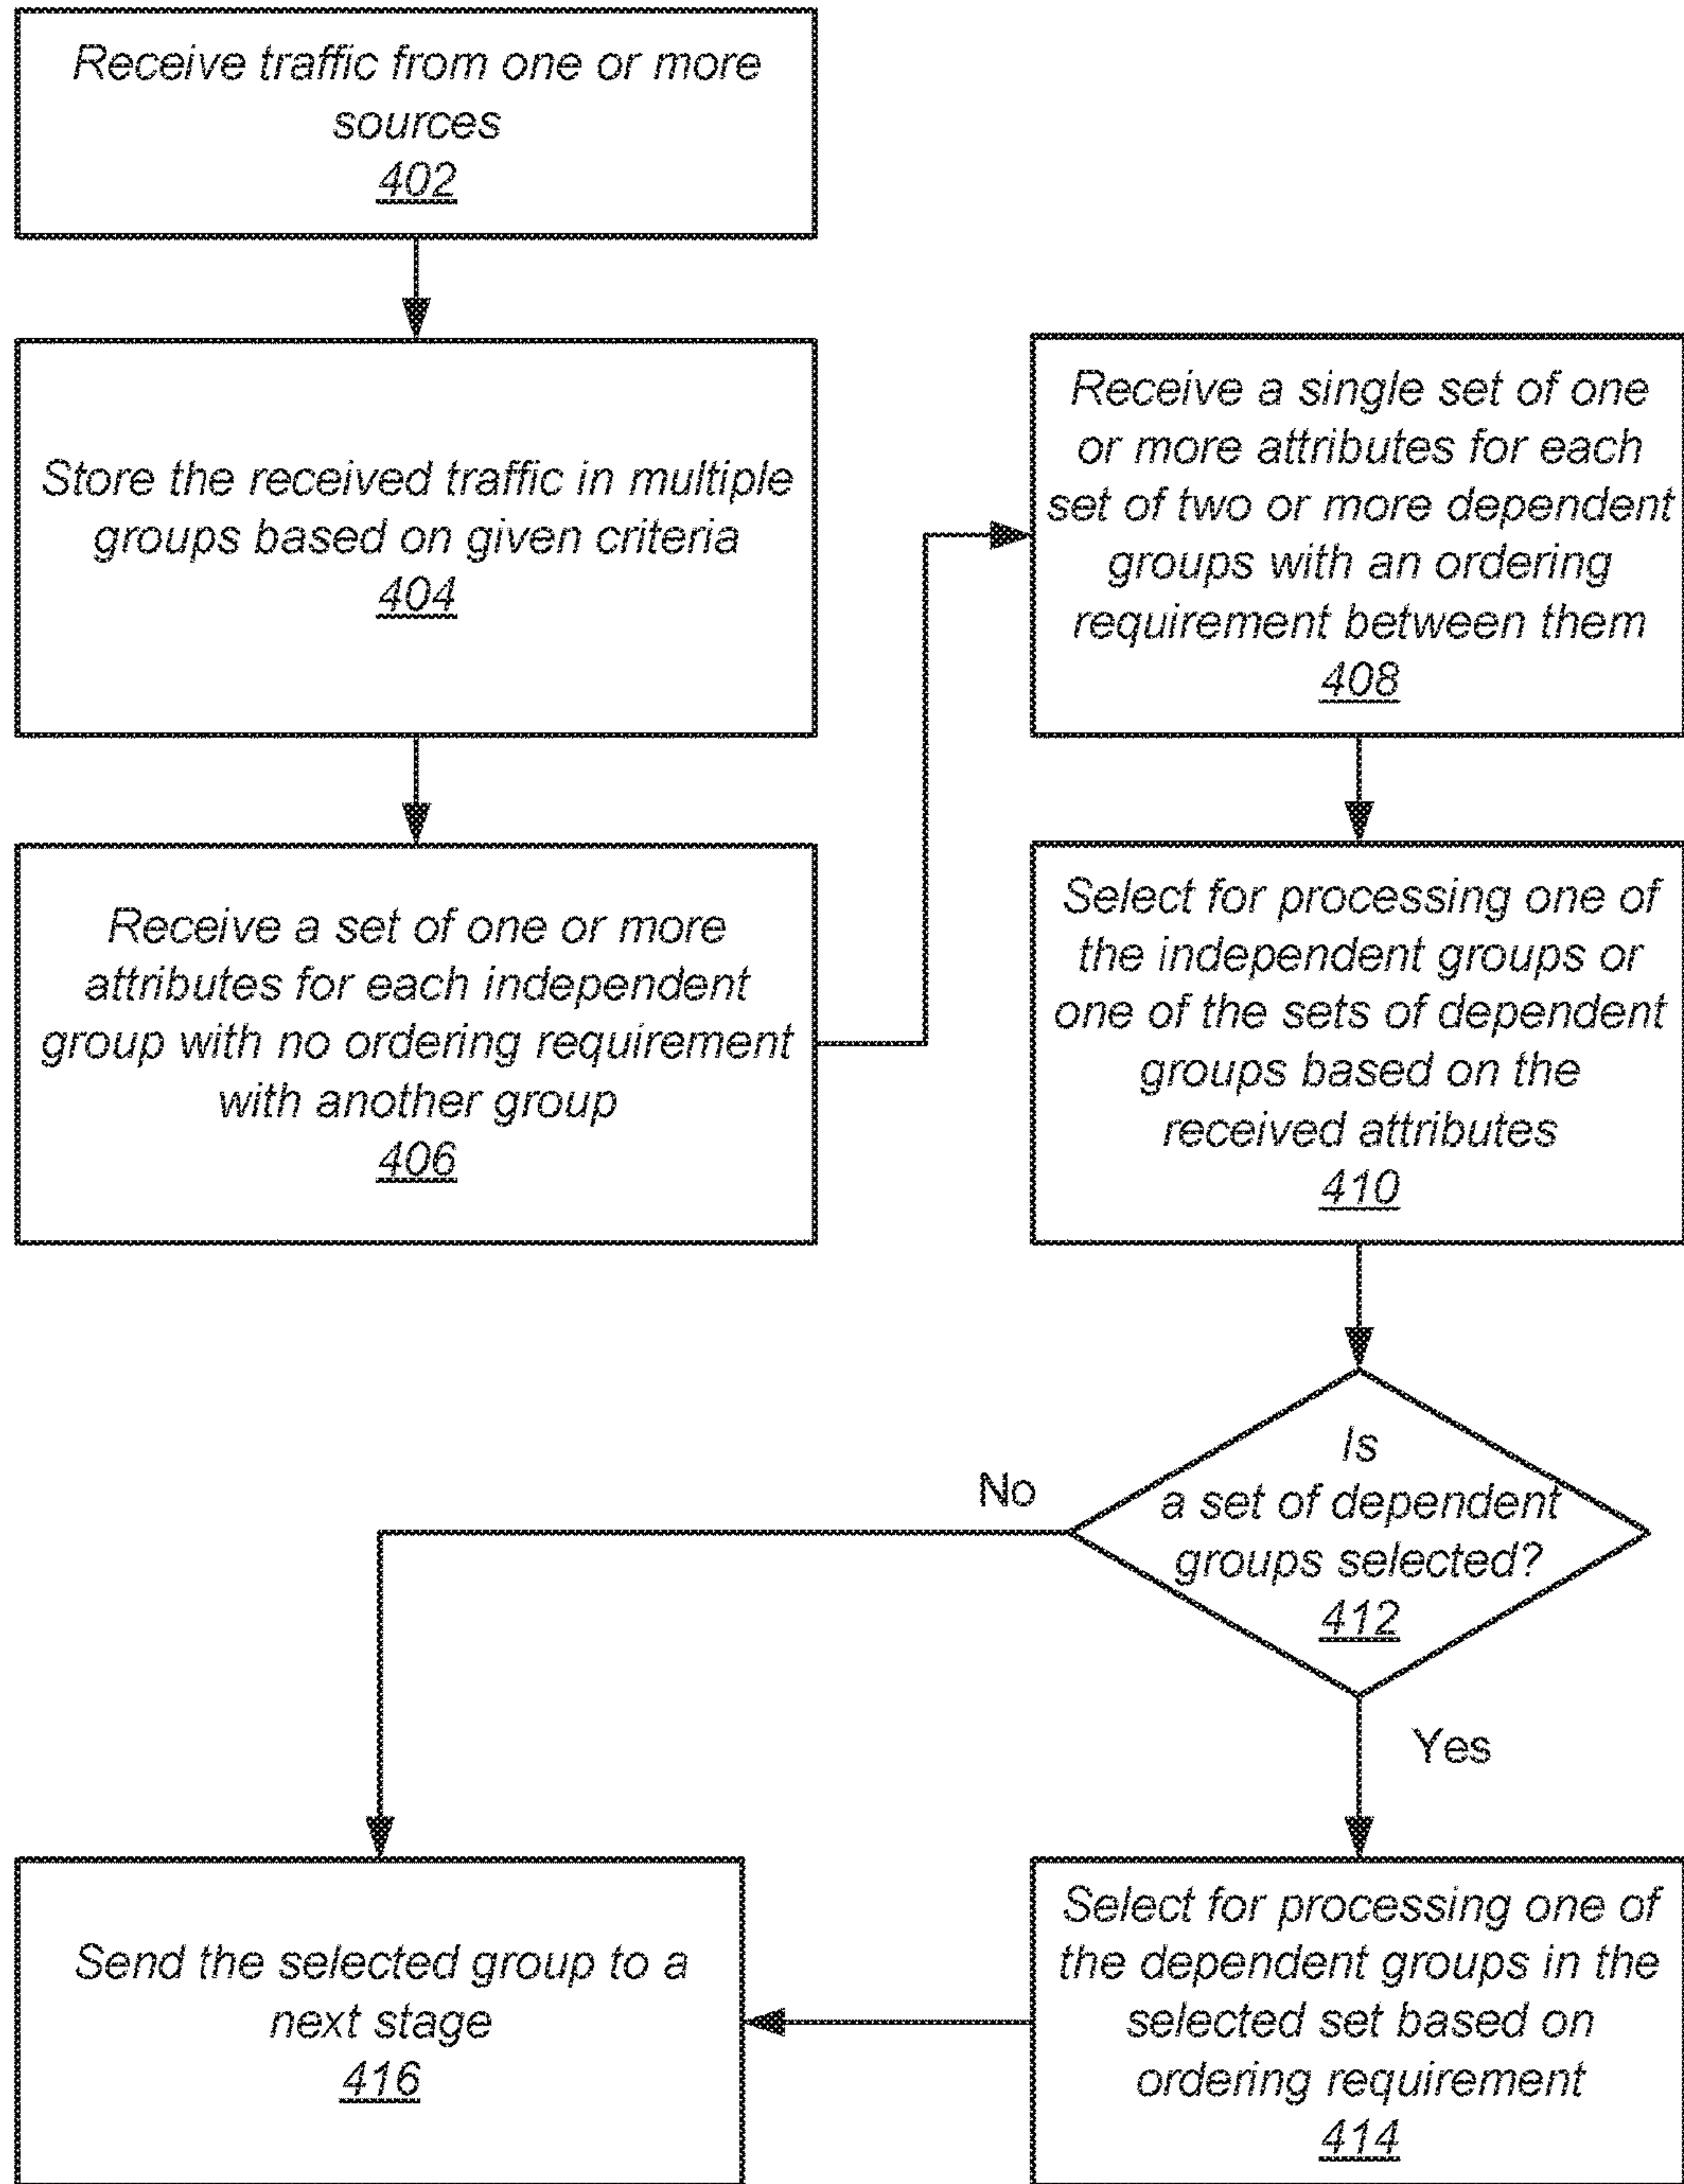 Receive traffic from one or more
sources
402
Store the received traffic in multiple
groups based on given criteria
404
Receive a set of one or more
attributes for each independent
group with no ordering requirement
with another group
406
Receive a single set of one
or more attributes for each
set of two or more dependent
groups with an ordering
requirement between them
408
Select for processing one of
the independent groups or
one of the sets of dependent
groups based on the
received attributes
410
Is
a set of dependent
groups selected?
412
No
Yes
Select for processing one of
the dependent groups in the
selected set based on
ordering requirement
414
Send the selected group to a
next stage
416